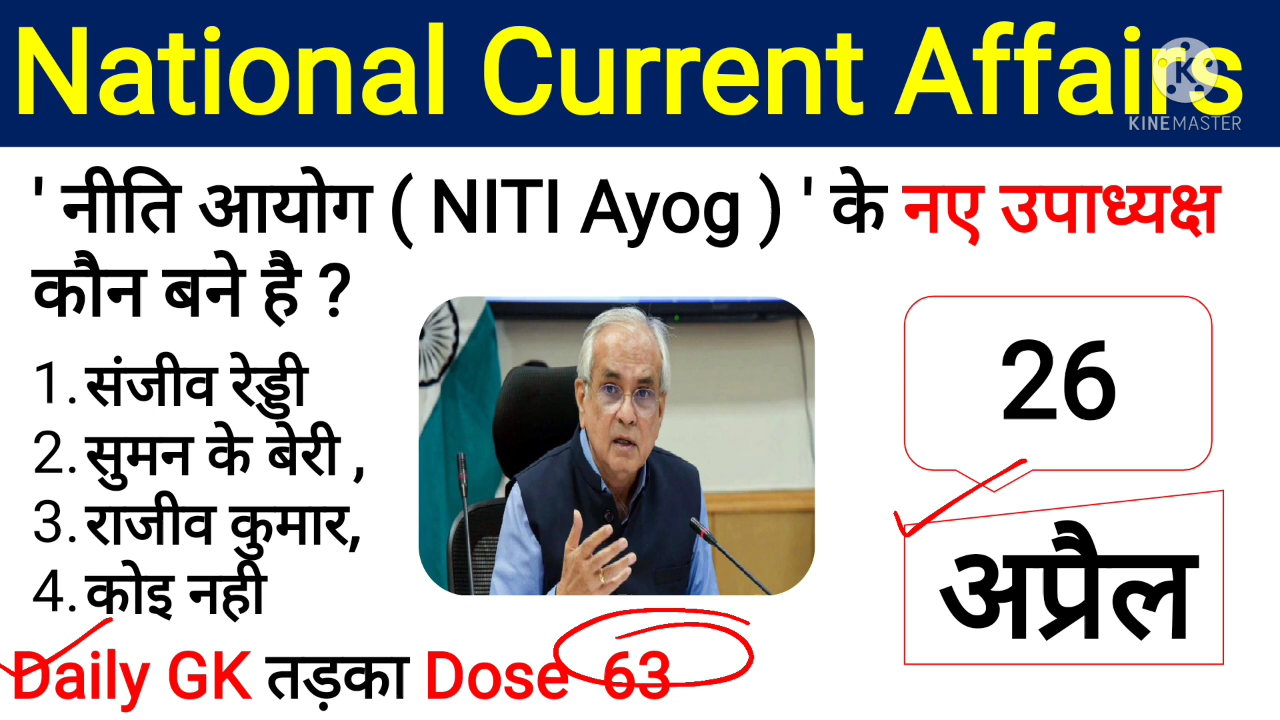 National Current Affairs
KINEMASTER
' नीति आयोग ( NITI Ayog ) ' के नए उपाध्यक्ष
कौन बने है ?
1. संजीव रेड्डी
2. सुमन के बेरी ,
3. राजीव कुमार,
4. कोइ नही
26
अप्रैल
Daily GK तड़का Dose 63